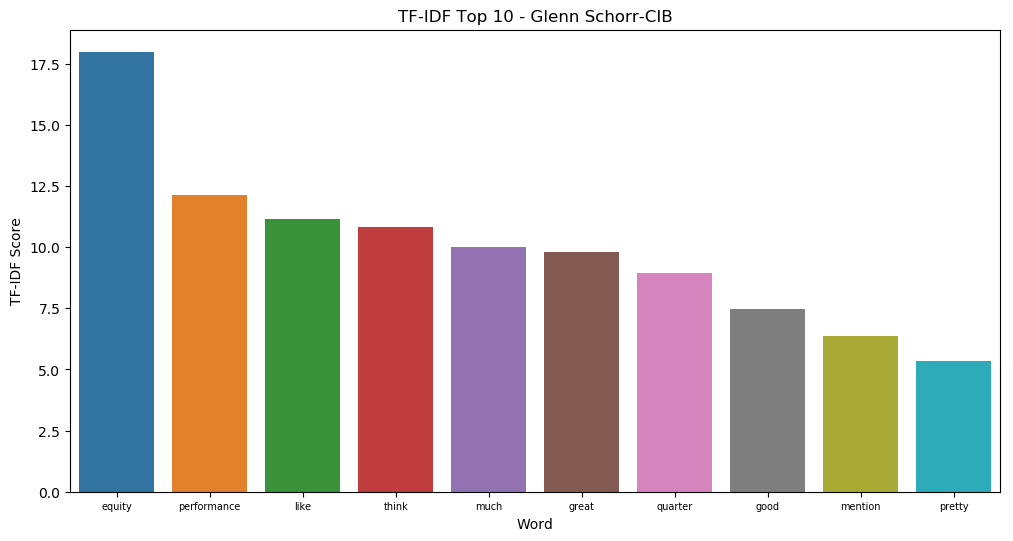 TF-IDF Top 10 - Glenn Schorr-CIB
TF-IDF Score
17.5
15.0
12.5
10.0
7.5
5.0
2.5
0.0
equity performance like think much great quarter good mention pretty
Word